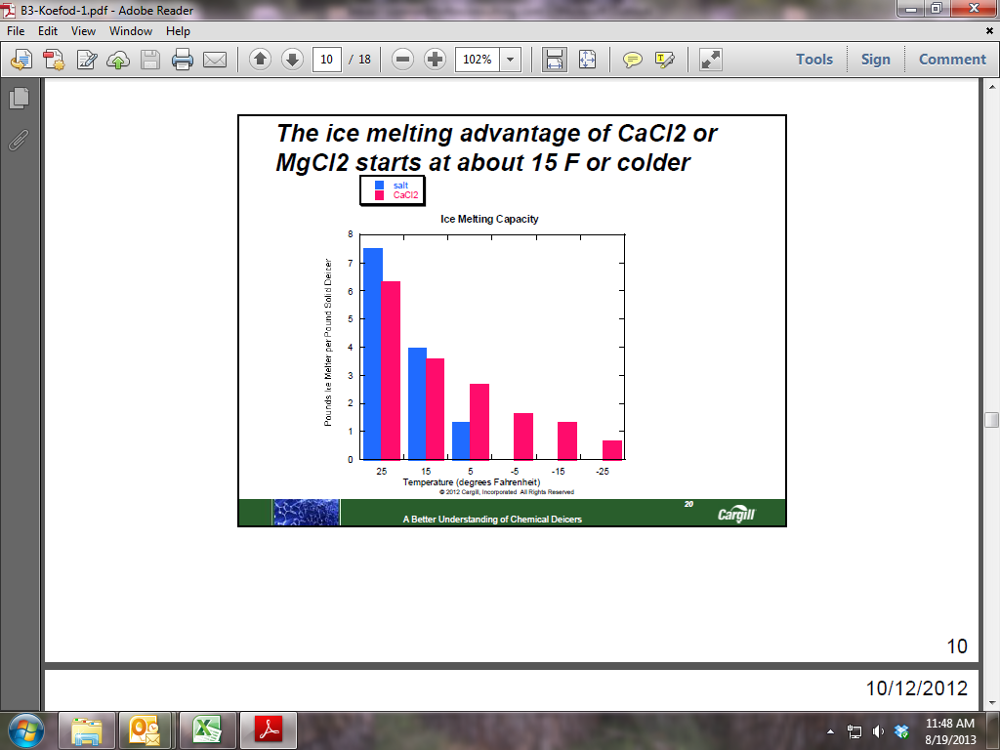 B3-Koefod-1.pdf - Adobe Reader
File Edit View Window Help
10 / 18 102% Tools Sign Comment
The ice melting advantage of CaCl2 or
MgCl2 starts at about 15 F or colder
salt
CaCl2
Ice Melting Capacity
Pounds Ice Melter per Pound Solid Deicer
8
7
6
5
4
3
2
1
0
25 15 5 -5 -15 -25
Temperature (degrees Fahrenheit)
© 2012 Cargill, Incorporated All Rights Reserved
20
A Better Understanding of Chemical Deicers
Cargill
10
10/12/2012
11:48 AM
8/19/2013